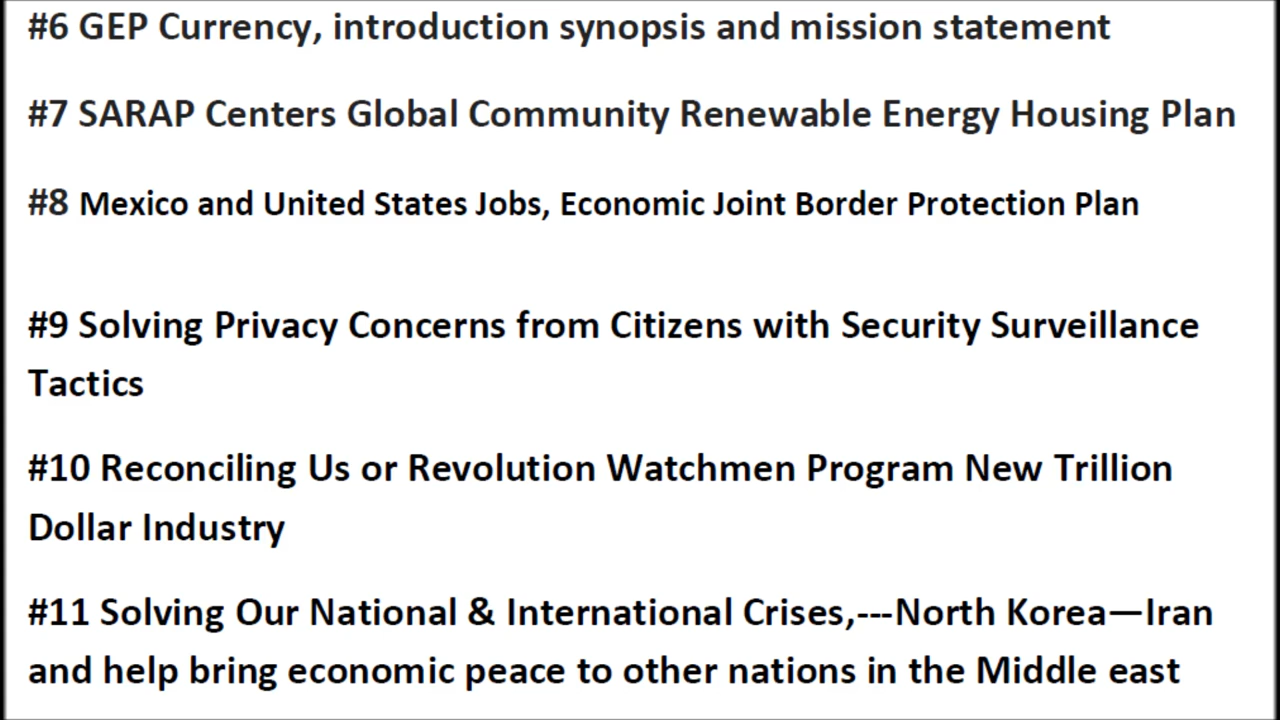 #6 GEP Currency, introduction synopsis and mission statement
#7 SARAP Centers Global Community Renewable Energy Housing Plan
#8 Mexico and United States Jobs, Economic Joint Border Protection Plan
#9 Solving Privacy Concerns from Citizens with Security Surveillance
Tactics
#10 Reconciling Us or Revolution Watchmen Program New Trillion
Dollar Industry
#11 Solving Our National & International Crises,---North Korea—Iran
and help bring economic peace to other nations in the Middle east